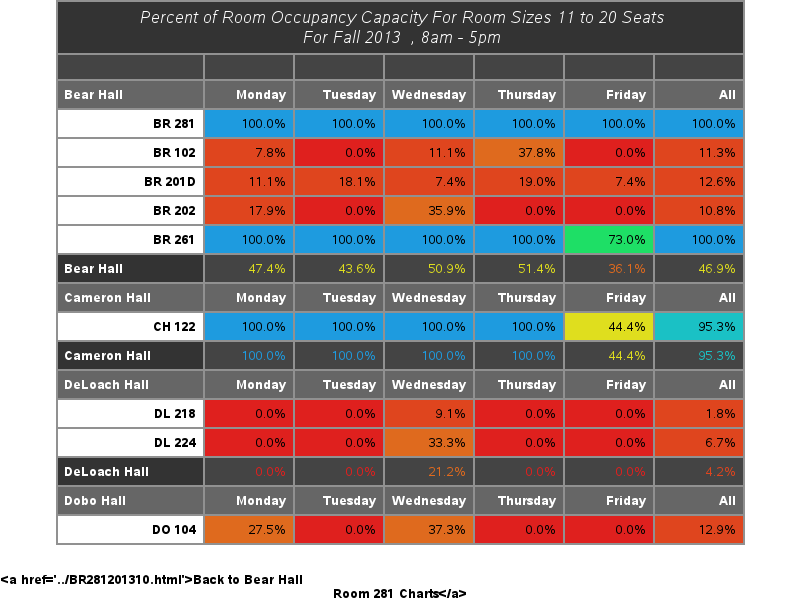 Percent of Room Occupancy Capacity For Room Sizes 11 to 20 Seats
For Fall 2013 , 8am - 5pm
Bear Hall Monday Tuesday Wednesday Thursday Friday All
BR 281 100.0% 100.0% 100.0% 100.0% 100.0% 100.0%
BR 102 7.8% 0.0% 11.1% 37.8% 0.0% 11.3%
BR 201D 11.1% 18.1% 7.4% 19.0% 7.4% 12.6%
BR 202 17.9% 0.0% 35.9% 0.0% 0.0% 10.8%
BR 261 100.0% 100.0% 100.0% 100.0% 73.0% 100.0%
Bear Hall 47.4% 43.6% 50.9% 51.4% 36.1% 46.9%
Cameron Hall Monday Tuesday Wednesday Thursday Friday All
CH 122 100.0% 100.0% 100.0% 100.0% 44.4% 95.3%
Cameron Hall 100.0% 100.0% 100.0% 100.0% 44.4% 95.3%
DeLoach Hall Monday Tuesday Wednesday Thursday Friday All
DL 218 0.0% 0.0% 9.1% 0.0% 0.0% 1.8%
DL 224 0.0% 0.0% 33.3% 0.0% 0.0% 6.7%
DeLoach Hall 0.0% 0.0% 21.2% 0.0% 0.0% 4.2%
Dobo Hall Monday Tuesday Wednesday Thursday Friday All
DO 104 27.5% 0.0% 37.3% 0.0% 0.0% 12.9%
<a href='../BR281201310.html'>Back to Bear Hall
Room 281 Charts</a>